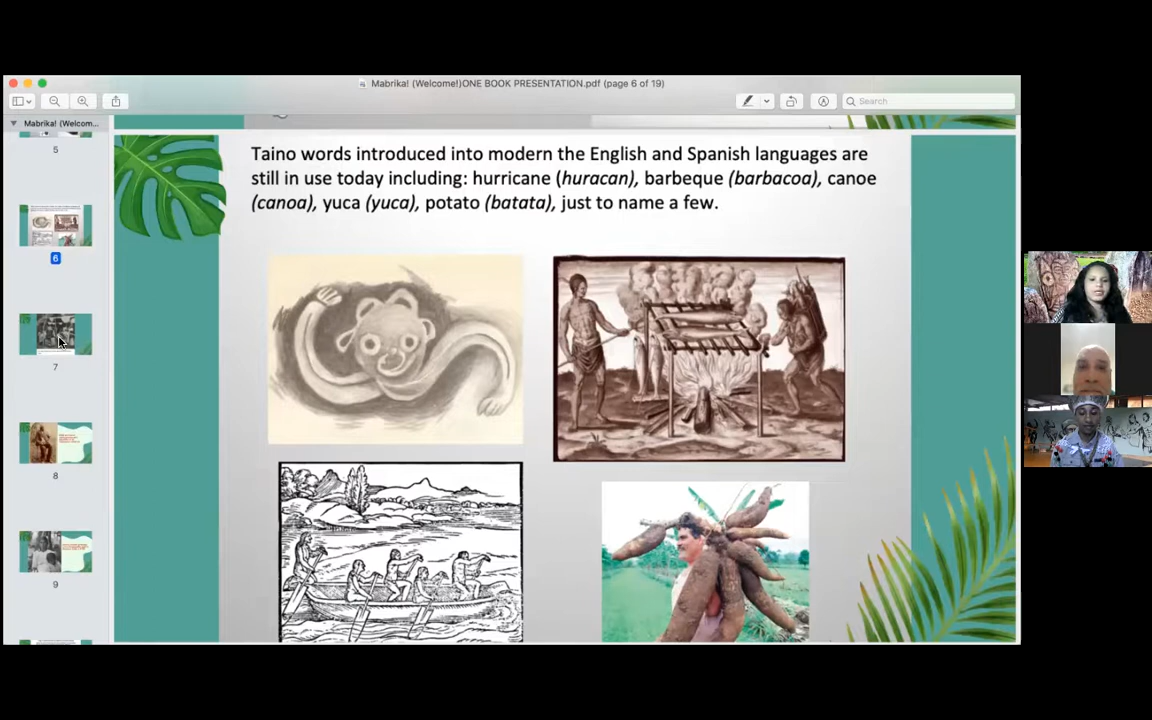 Mabrika! (Welcome!)ONE BOOK PRESENTATION.pdf (page 6 of 19)
Search
Mabrika! (Welcom...
5
6
7
8
9
Taino words introduced into modern the English and Spanish languages are
still in use today including: hurricane (huracan), barbeque (barbacoa), canoe
(canoa), yuca (yuca), potato (batata), just to name a few.